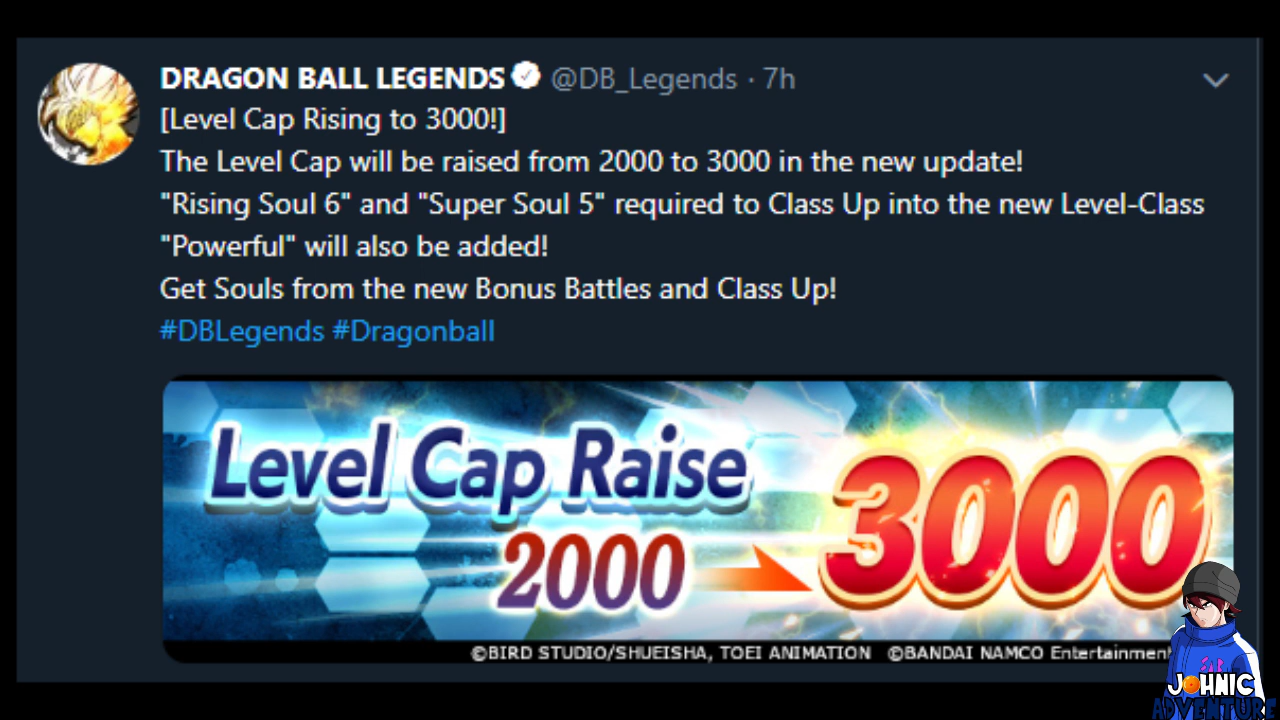 DRAGON BALL LEGENDS @DB_Legends · 7h
[Level Cap Rising to 3000!]
The Level Cap will be raised from 2000 to 3000 in the new update!
"Rising Soul 6" and "Super Soul 5" required to Class Up into the new Level-Class
"Powerful" will also be added!
Get Souls from the new Bonus Battles and Class Up!
#DBLegends #Dragonball
Level Cap Raise
2000
3000
©BIRD STUDIO/SHUEISHA, TOEI ANIMATION ©BANDAI NAMCO Entertainment
JOHNIC
ADVENTURE